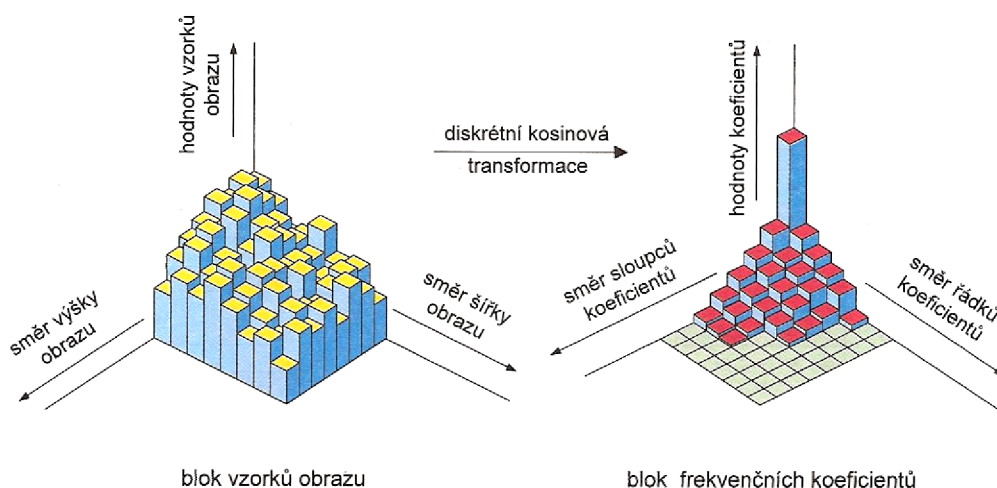 hodnoty vzorků
obrazu
diskrétní kosinová
transformace
hodnoty koeficientů
směr výšky
obrazu
směr šířky
obrazu
směr sloupců
koeficientů
směr řádků
koeficientů
blok vzorků obrazu
blok frekvenčních koeficientů